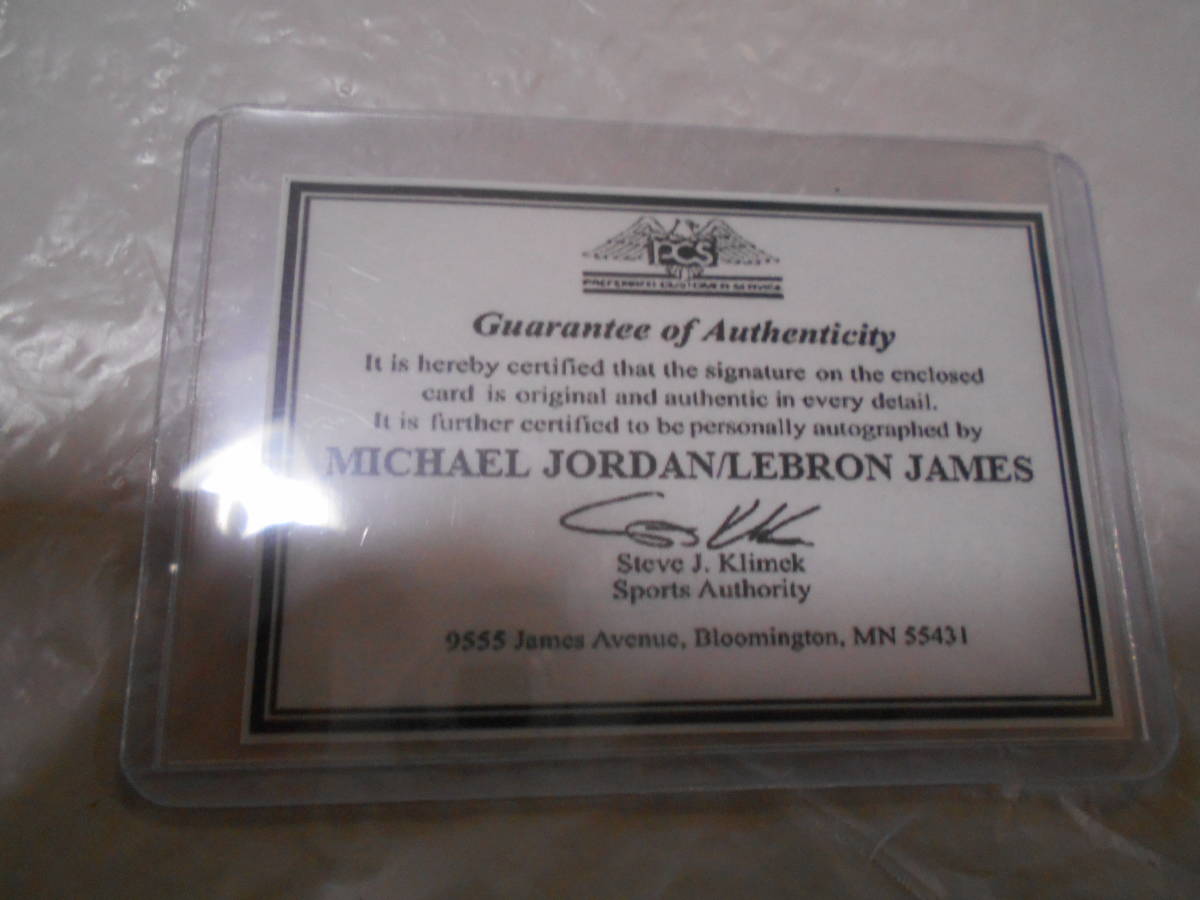 PCS
PREFERRED CUSTOMER SERVICE
Guarantee of Authenticity
It is hereby certified that the signature on the enclosed
card is original and authentic in every detail.
It is further certified to be personally autographed by
MICHAEL JORDAN/LEBRON JAMES
Steve J. Klimek
Sports Authority
9555 James Avenue, Bloomington, MN 55431